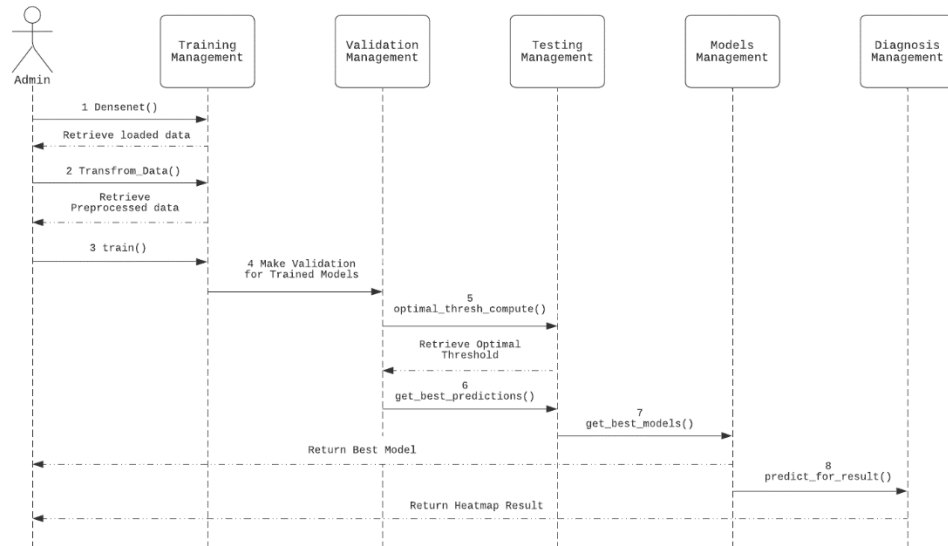 Training
Management
Validation
Management
Testing
Management
Models
Management
Diagnosis
Management
Admin
1 Densenet()
Retrieve loaded data
2 Transfrom_Data()
Retrieve
Preprocessed data
3 train()
4 Make Validation
for Trained Models
5
optimal_thresh_compute()
Retrieve Optimal
Threshold
6
get_best_predictions()
7
get_best_models()
Return Best Model
8
predict_for_result()
Return Heatmap Result